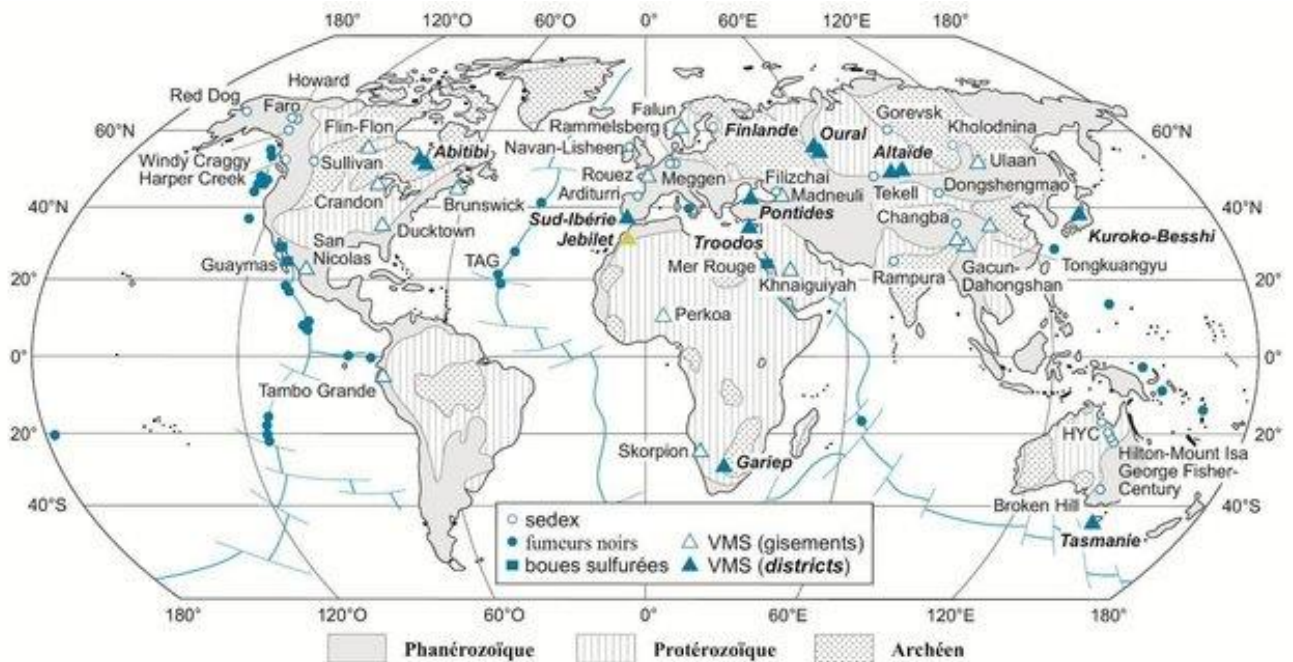 180° 120°O 60°O 0° 60°E 120°E 180°
Howard
Red Dog
Faro
Falun
Gorevsk
60°N
Flin-Flon
Rammelsberg
Finlande
Oural
Kholodnina
60°N
Abitibi
Navan-Lisheen
Altaïde
Windy Craggy
Sullivan
Rouez
Meggen
Filizchai
Ulaan
Harper Creek
Arditurri
Madneuli
Tekell
Dongshengmao
Crandon
Brunswick
40°N
Sud-Ibérie
Pontides
Changba
40°N
Ducktown
Jebilet
Troodos
Kuroko-Besshi
San
Nicolas
Guaymas
TAG
Mer Rouge
Rampura
Gacun-
Dahongshan
Tongkuangyu
20°
Khnaiguiyah
20°
Perkoa
0°
0°
Tambo Grande
20°
HYC
20°
Skorpion
Gariep
Hilton-Mount Isa
George Fisher-
Century
40°S
Broken Hill
40°S
sedex
VMS (gisements)
fumeurs noirs
VMS (districts)
boues sulfurées
Tasmanie
180° 120°O 60°O 0° 60°E 120°E 180°
Phanérozoïque Protérozoïque Archéen